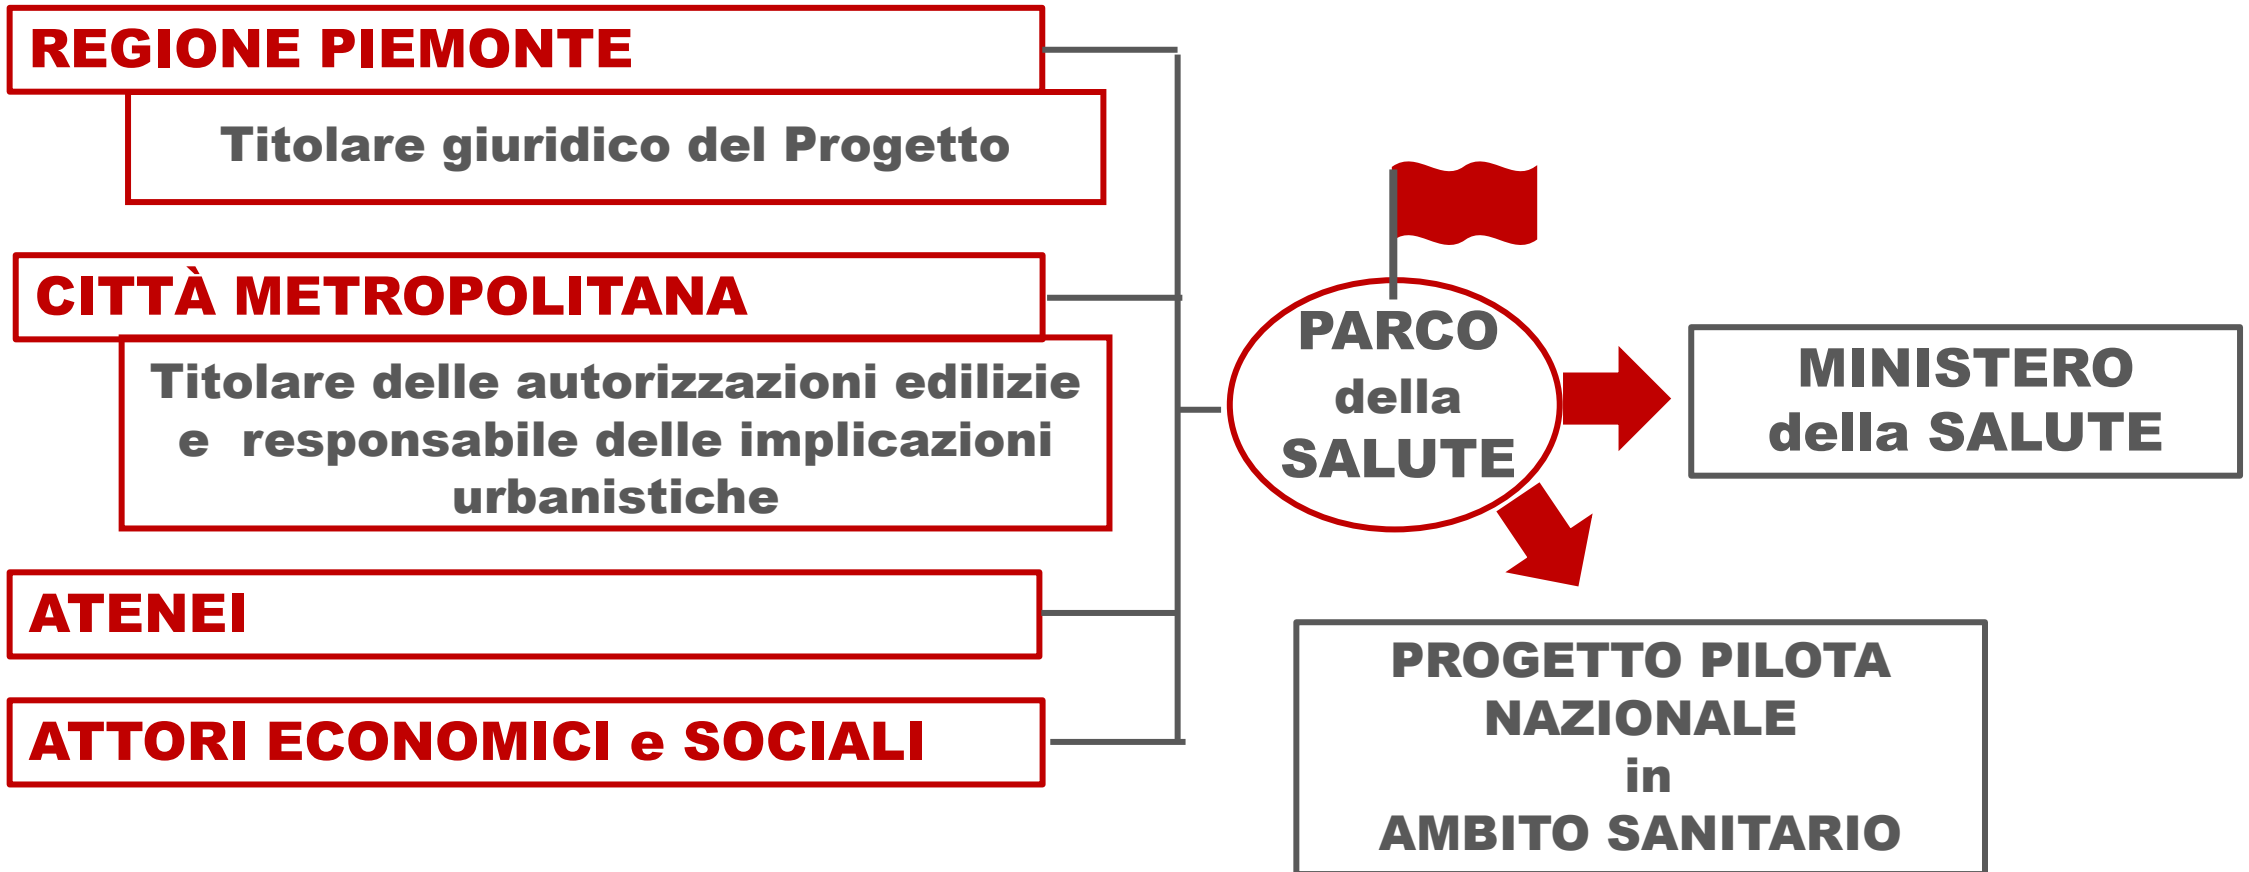 REGIONE PIEMONTE
Titolare giuridico del Progetto
CITTÀ METROPOLITANA
Titolare delle autorizzazioni edilizie
e responsabile delle implicazioni
urbanistiche
ATENEI
ATTORI ECONOMICI e SOCIALI
PARCO
della
SALUTE
MINISTERO
della SALUTE
PROGETTO PILOTA
NAZIONALE
in
AMBITO SANITARIO